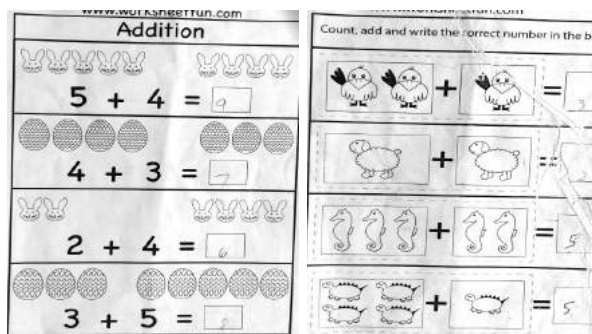 www.worksheetfun.com
Addition
5 + 4 = 9
4 + 3 = 7
2 + 4 = 6
3 + 5 =
Count, add and write the correct number in the b
+ = 3
+ =
+ = 5
+ = 5